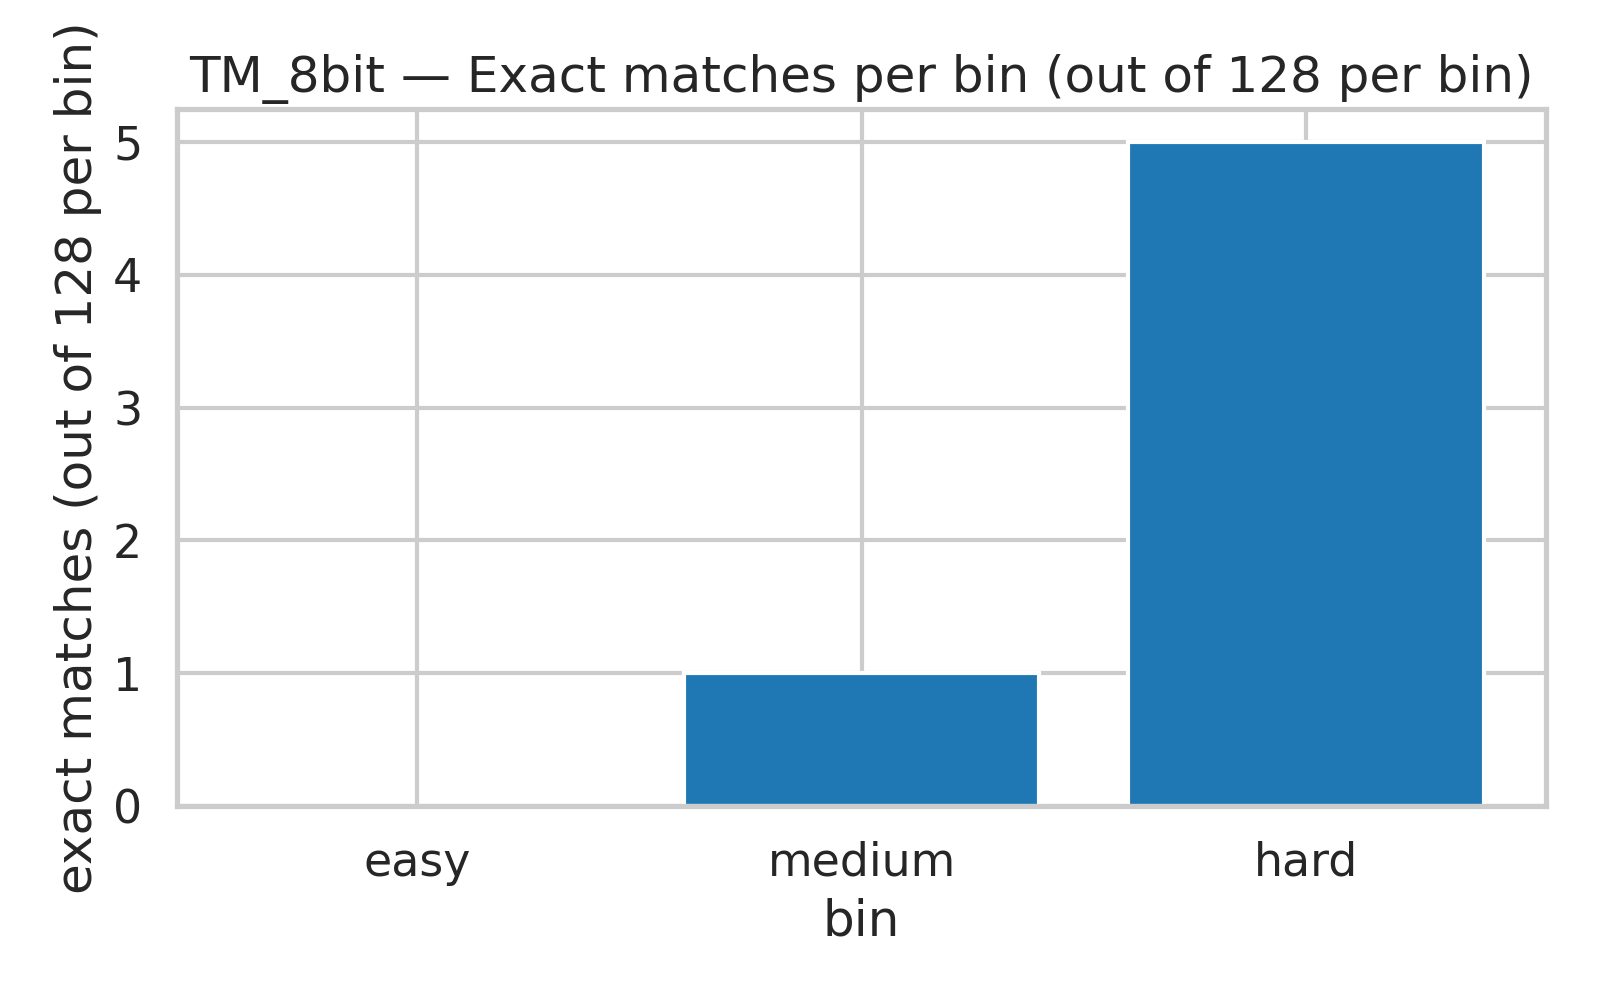 TM_8bit — Exact matches per bin (out of 128 per bin)
exact matches (out of 128 per bin)
5
4
3
2
1
0
easy medium hard
bin